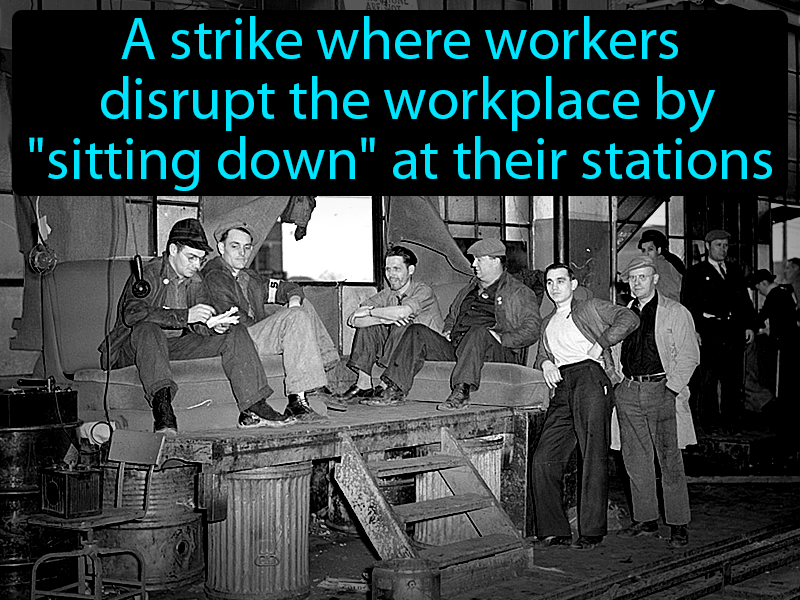 A strike where workers
disrupt the workplace by
"sitting down" at their stations